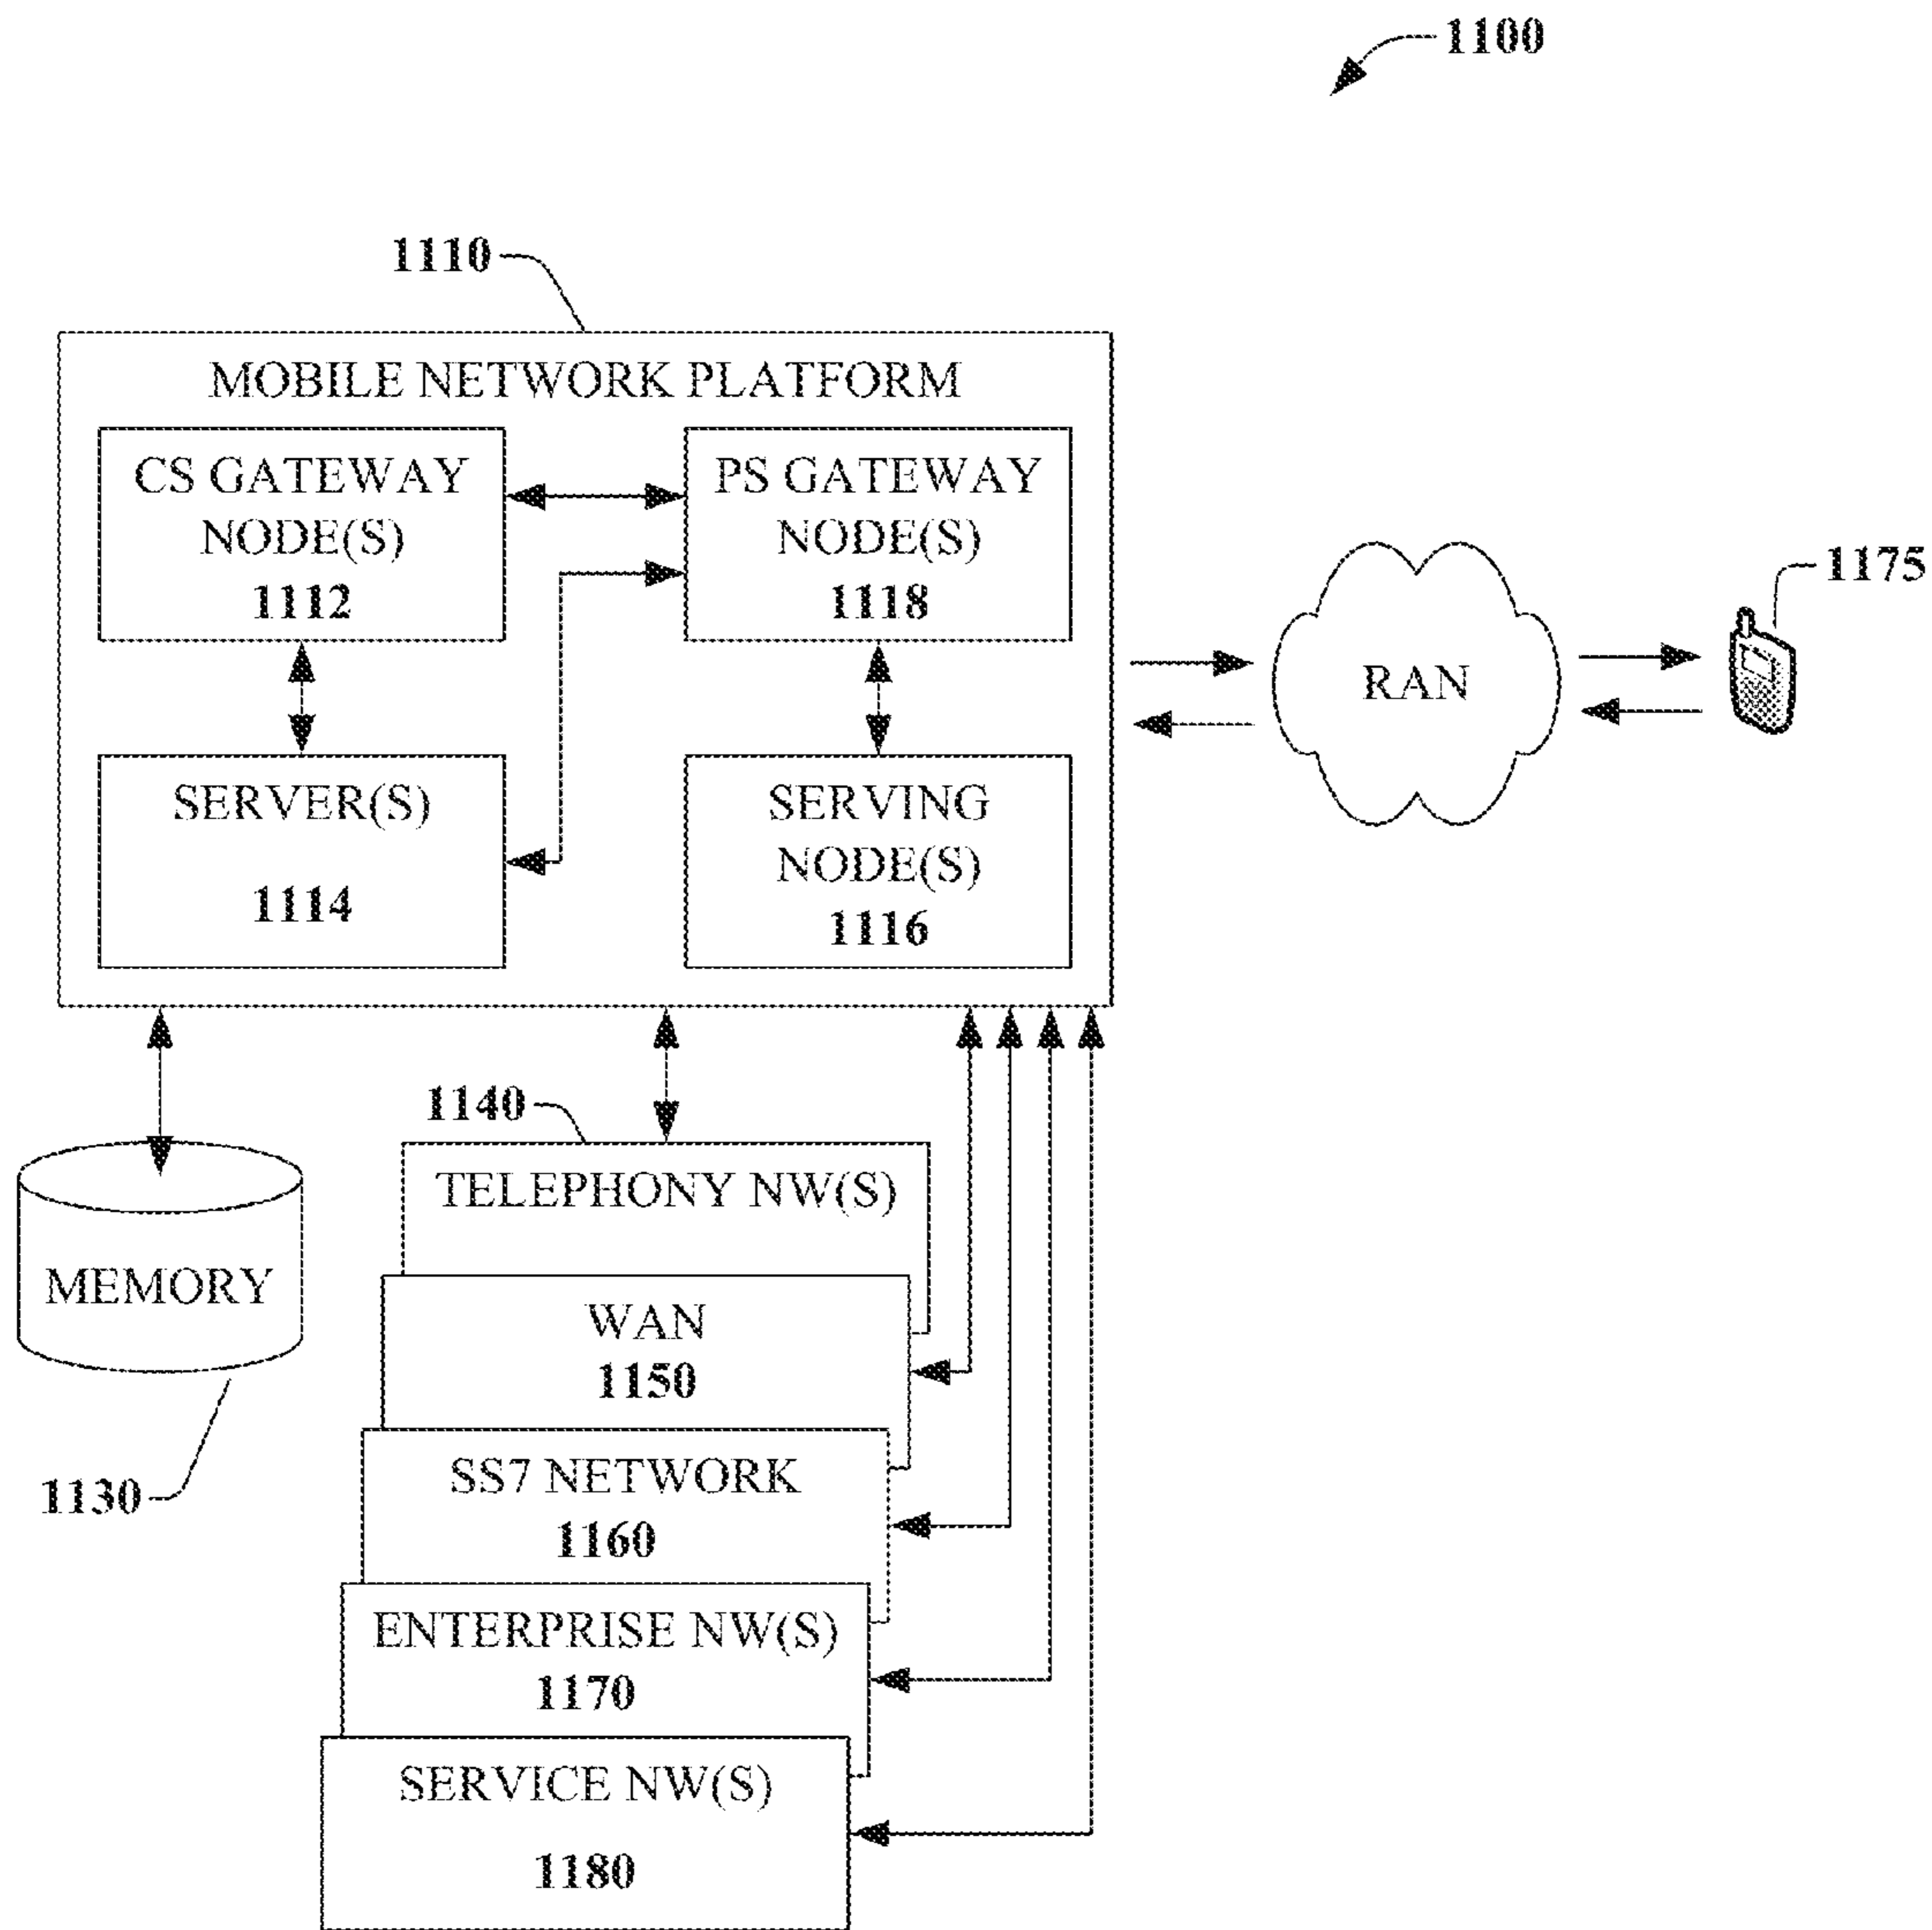 1100
1110
MOBILE NETWORK PLATFORM
CS GATEWAY
NODE(S)
1112
PS GATEWAY
NODE(S)
1118
SERVER(S)
1114
SERVING
NODE(S)
1116
RAN
1175
1140
TELEPHONY NW(S)
MEMORY
1130
WAN
1150
SS7 NETWORK
1160
ENTERPRISE NW(S)
1170
SERVICE NW(S)
1180